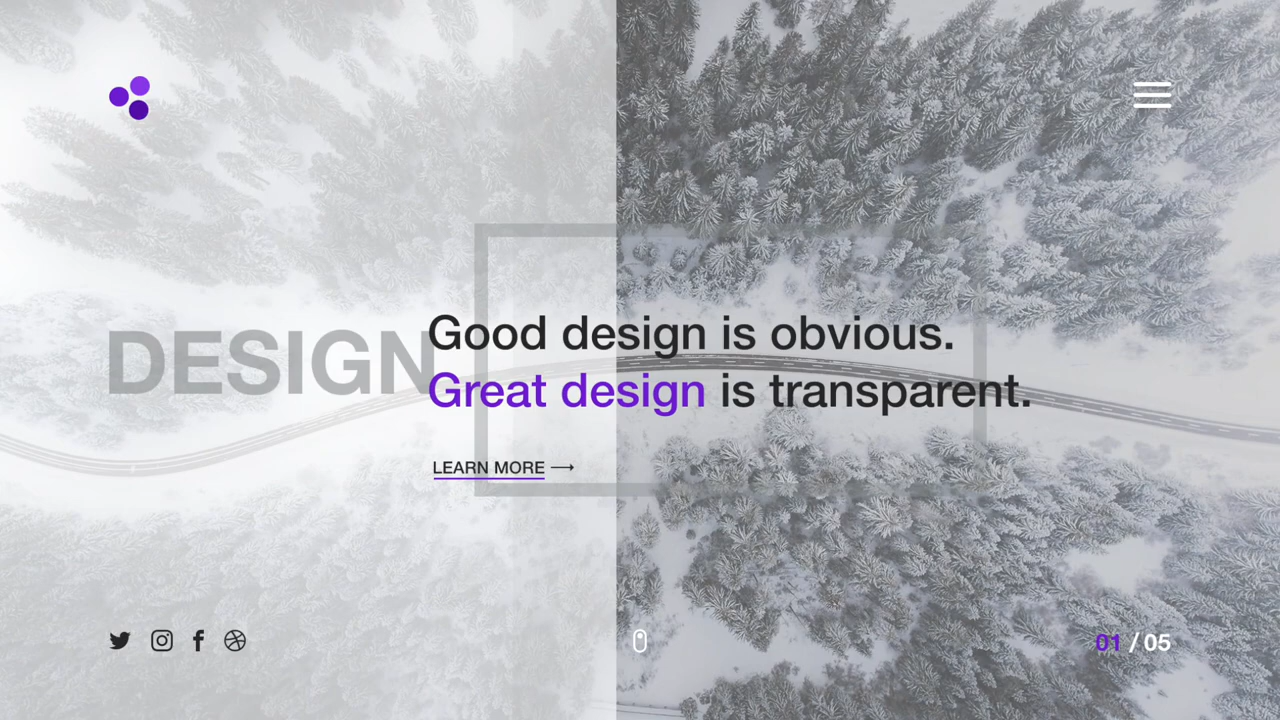 DESIGN
Good design is obvious.
Great design is transparent.
LEARN MORE
01 / 05